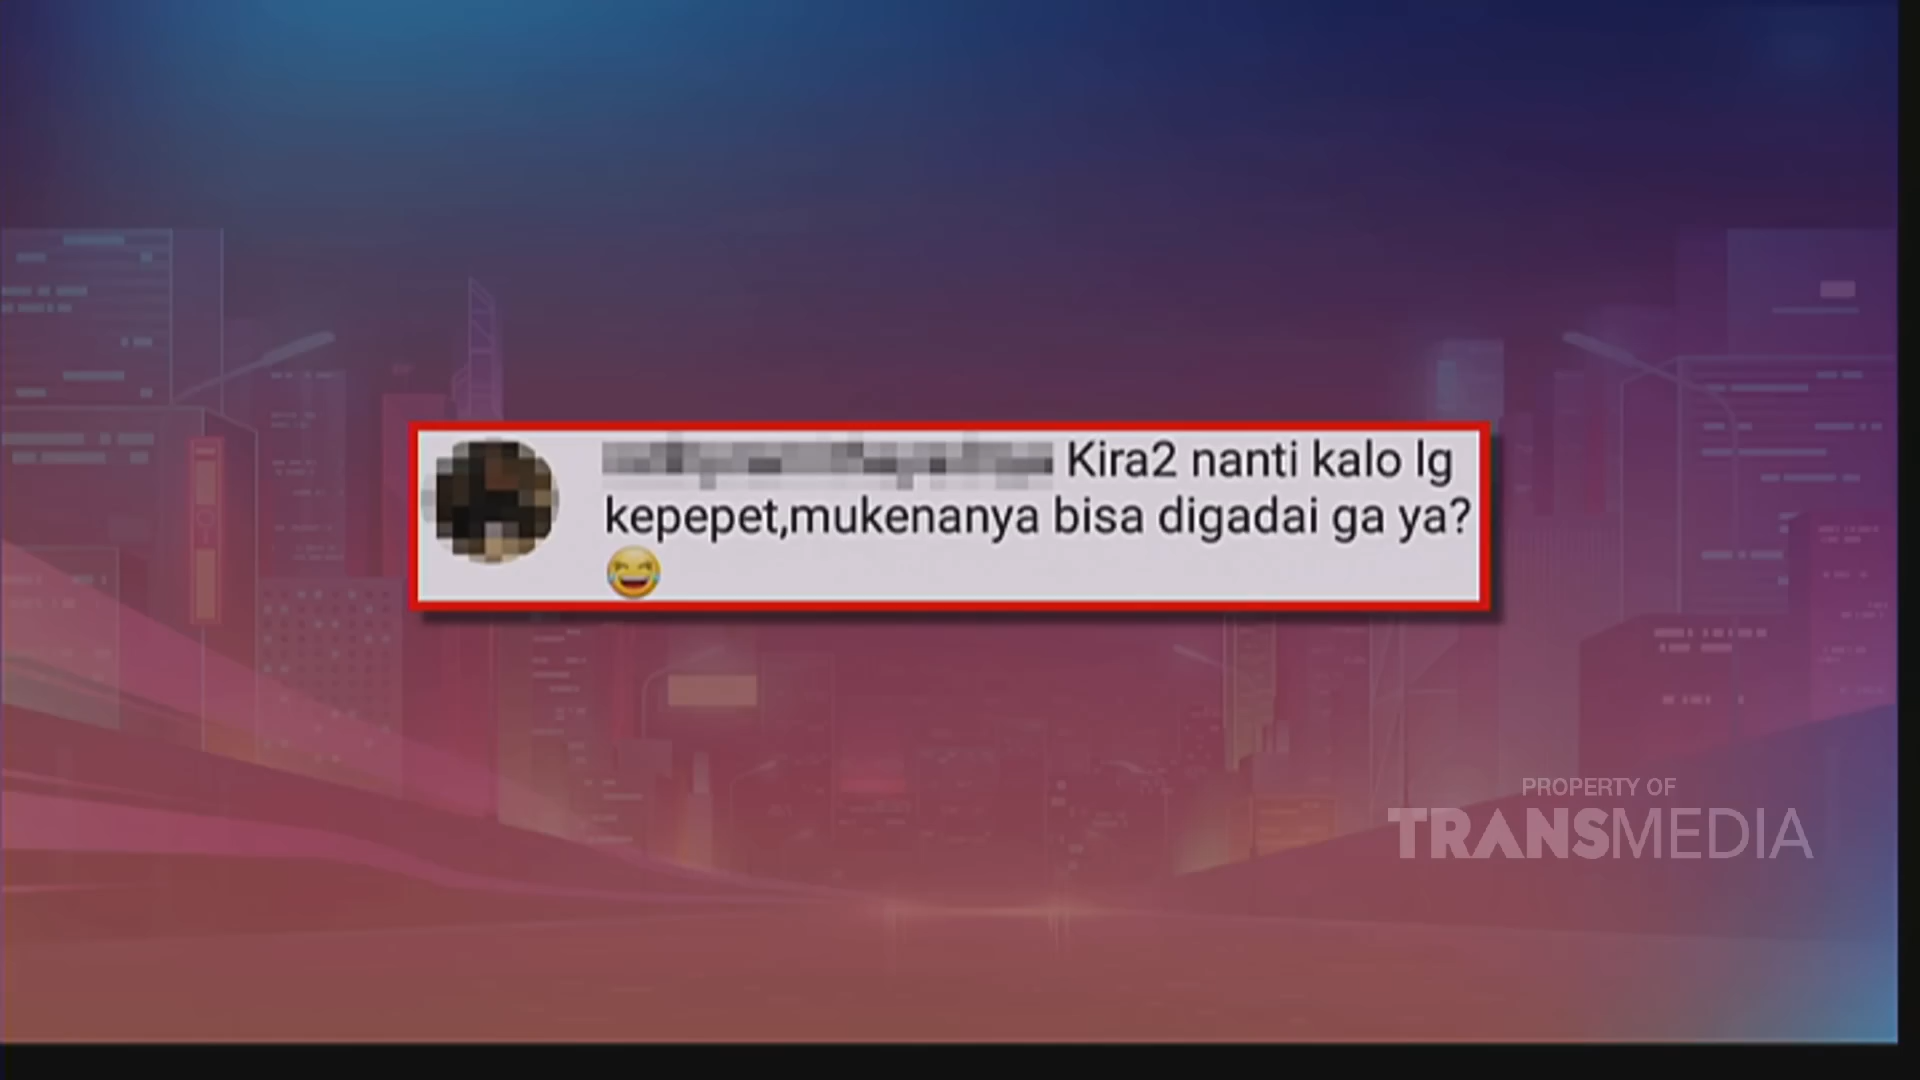 Kira2 nanti kalo lg
kepepet,mukenanya bisa digadai ga ya?
😂
PROPERTY OF
TRANSMEDIA